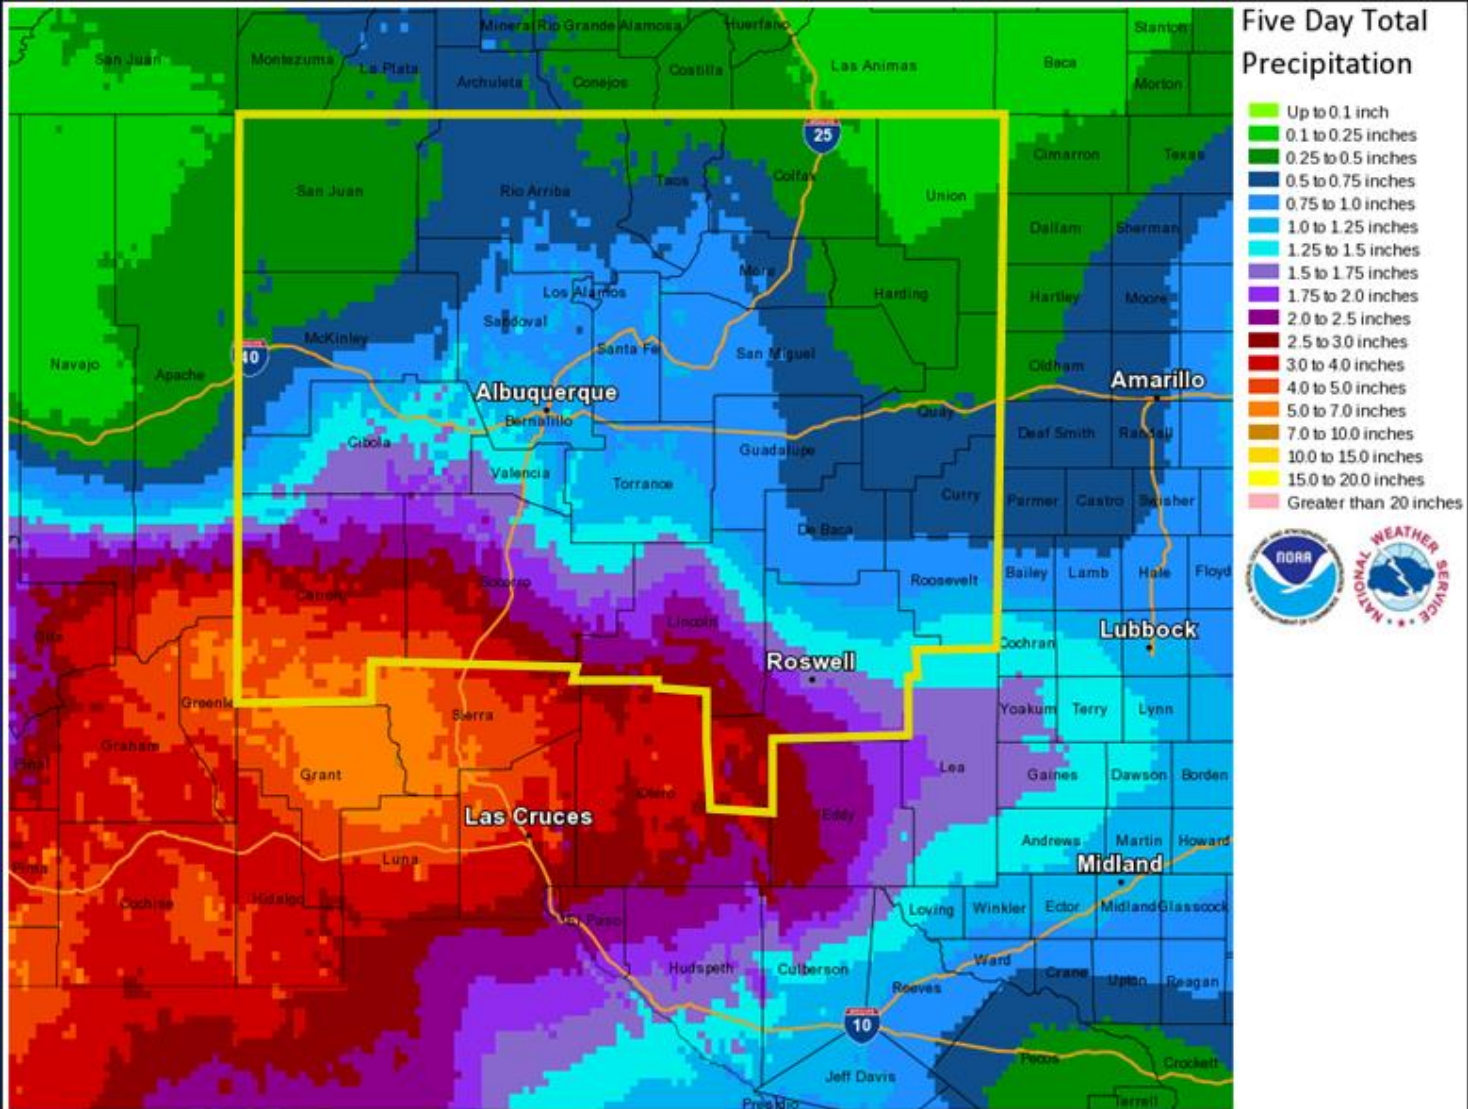 Five Day Total
Precipitation
Up to 0.1 inch
0.1 to 0.25 inches
0.25 to 0.5 inches
0.5 to 0.75 inches
0.75 to 1.0 inches
1.0 to 1.25 inches
1.25 to 1.5 inches
1.5 to 1.75 inches
1.75 to 2.0 inches
2.0 to 2.5 inches
2.5 to 3.0 inches
3.0 to 4.0 inches
4.0 to 5.0 inches
5.0 to 7.0 inches
7.0 to 10.0 inches
10.0 to 15.0 inches
15.0 to 20.0 inches
Greater than 20 inches
NOAA
NATIONAL WEATHER SERVICE
Mineral Rio Grande Alamosa Huerfano Stanton
San Juan Montezuma La Plata Archuleta Conejos Costilla Las Animas Baca Morton
25
Cimarron Texas
San Juan Rio Arriba Taos Colfax Union
Dallam Sherman
Mora
Los Alamos Harding Hartley Moore
Sandoval
McKinley Santa Fe San Miguel
40
Navajo Apache Oldham
Albuquerque Amarillo
Bernalillo Quay
Cibola Guadalupe Deaf Smith Randall
Valencia Torrance Curry Parmer Castro Swisher
De Baca
Socorro Roosevelt Bailey Lamb Hale Floyd
Catron
Gila Lincoln Cochran Lubbock
Roswell
Greenlee Sierra Yoakum Terry Lynn
Graham
Pinal Grant Lea Gaines Dawson Borden
Otero
Las Cruces Eddy
Andrews Martin Howard
Luna Midland
Pima
Cochise Hidalgo Loving Winkler Ector Midland Glasscock
El Paso
Hudspeth Culberson Ward Crane Upton Reagan
Reeves
10
Pecos Crockett
Jeff Davis
Presidio Terrell